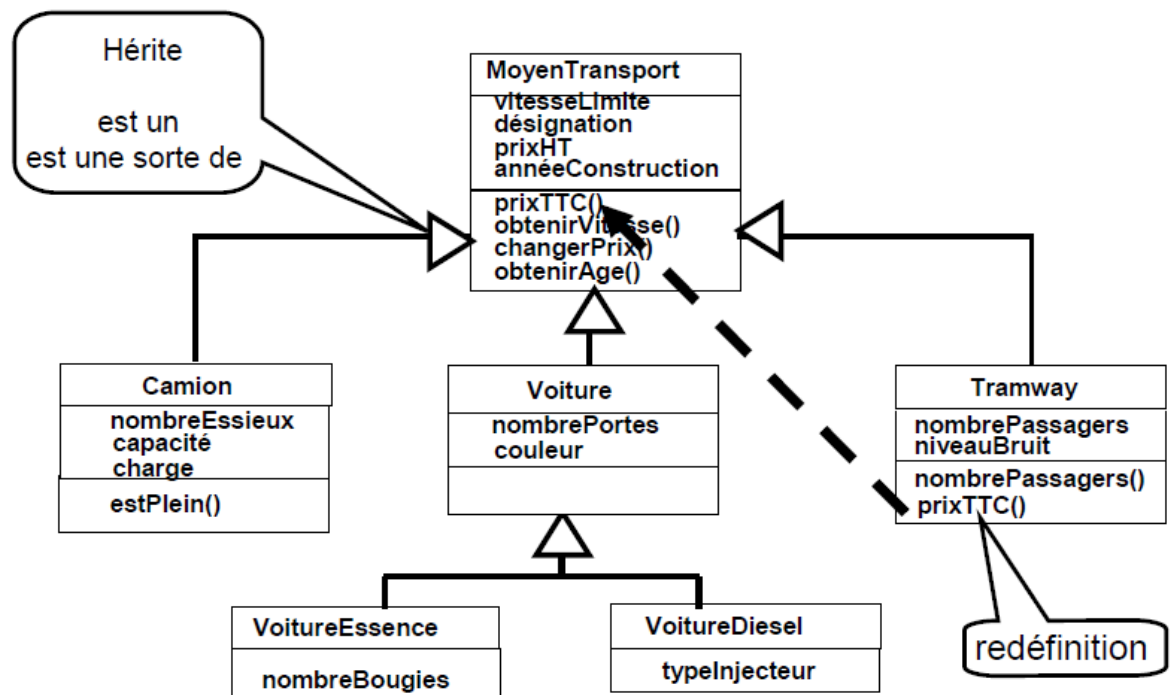 Hérite
est un
est une sorte de
MoyenTransport
vitesseLimite
désignation
prixHT
annéeConstruction
prixTTC()
obtenirVitesse()
changerPrix()
obtenirAge()
Camion
nombreEssieux
capacité
charge
estPlein()
Voiture
nombrePortes
couleur
Tramway
nombrePassagers
niveauBruit
nombrePassagers()
prixTTC()
VoitureEssence
nombreBougies
VoitureDiesel
typeInjecteur
redéfinition